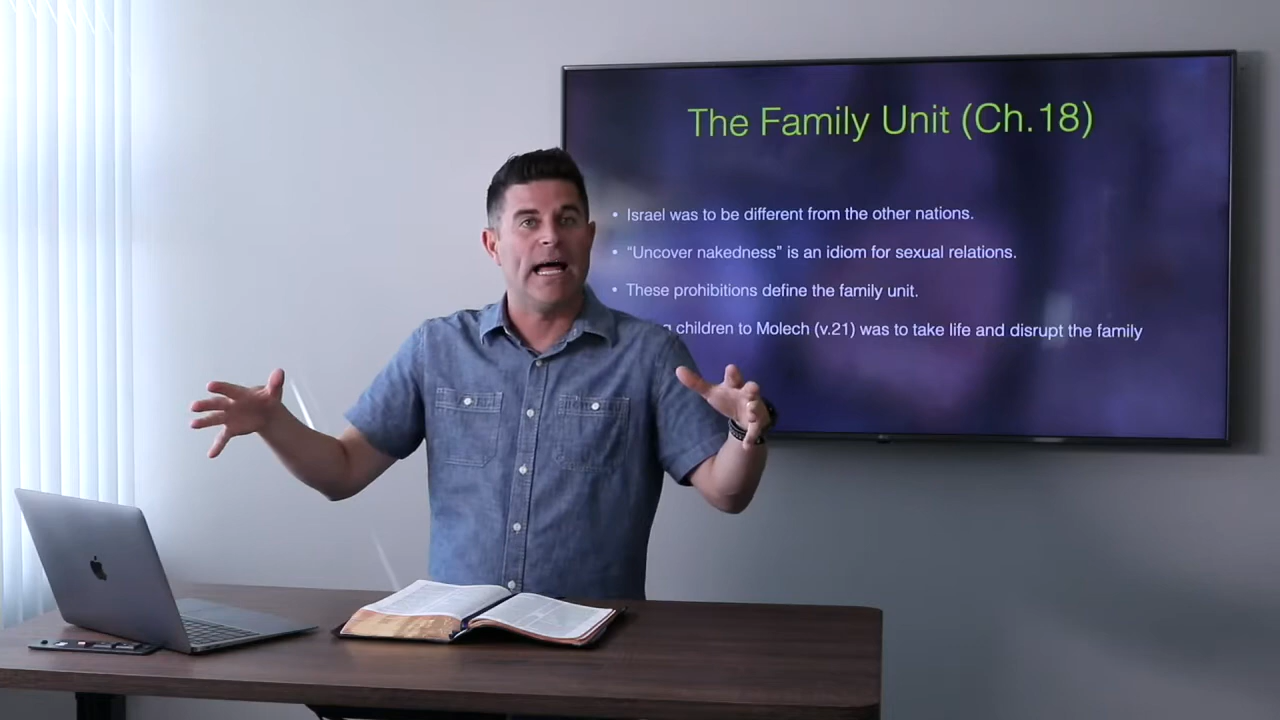 The Family Unit (Ch.18)
• Israel was to be different from the other nations.
• “Uncover nakedness” is an idiom for sexual relations.
• These prohibitions define the family unit.
children to Molech (v.21) was to take life and disrupt the family